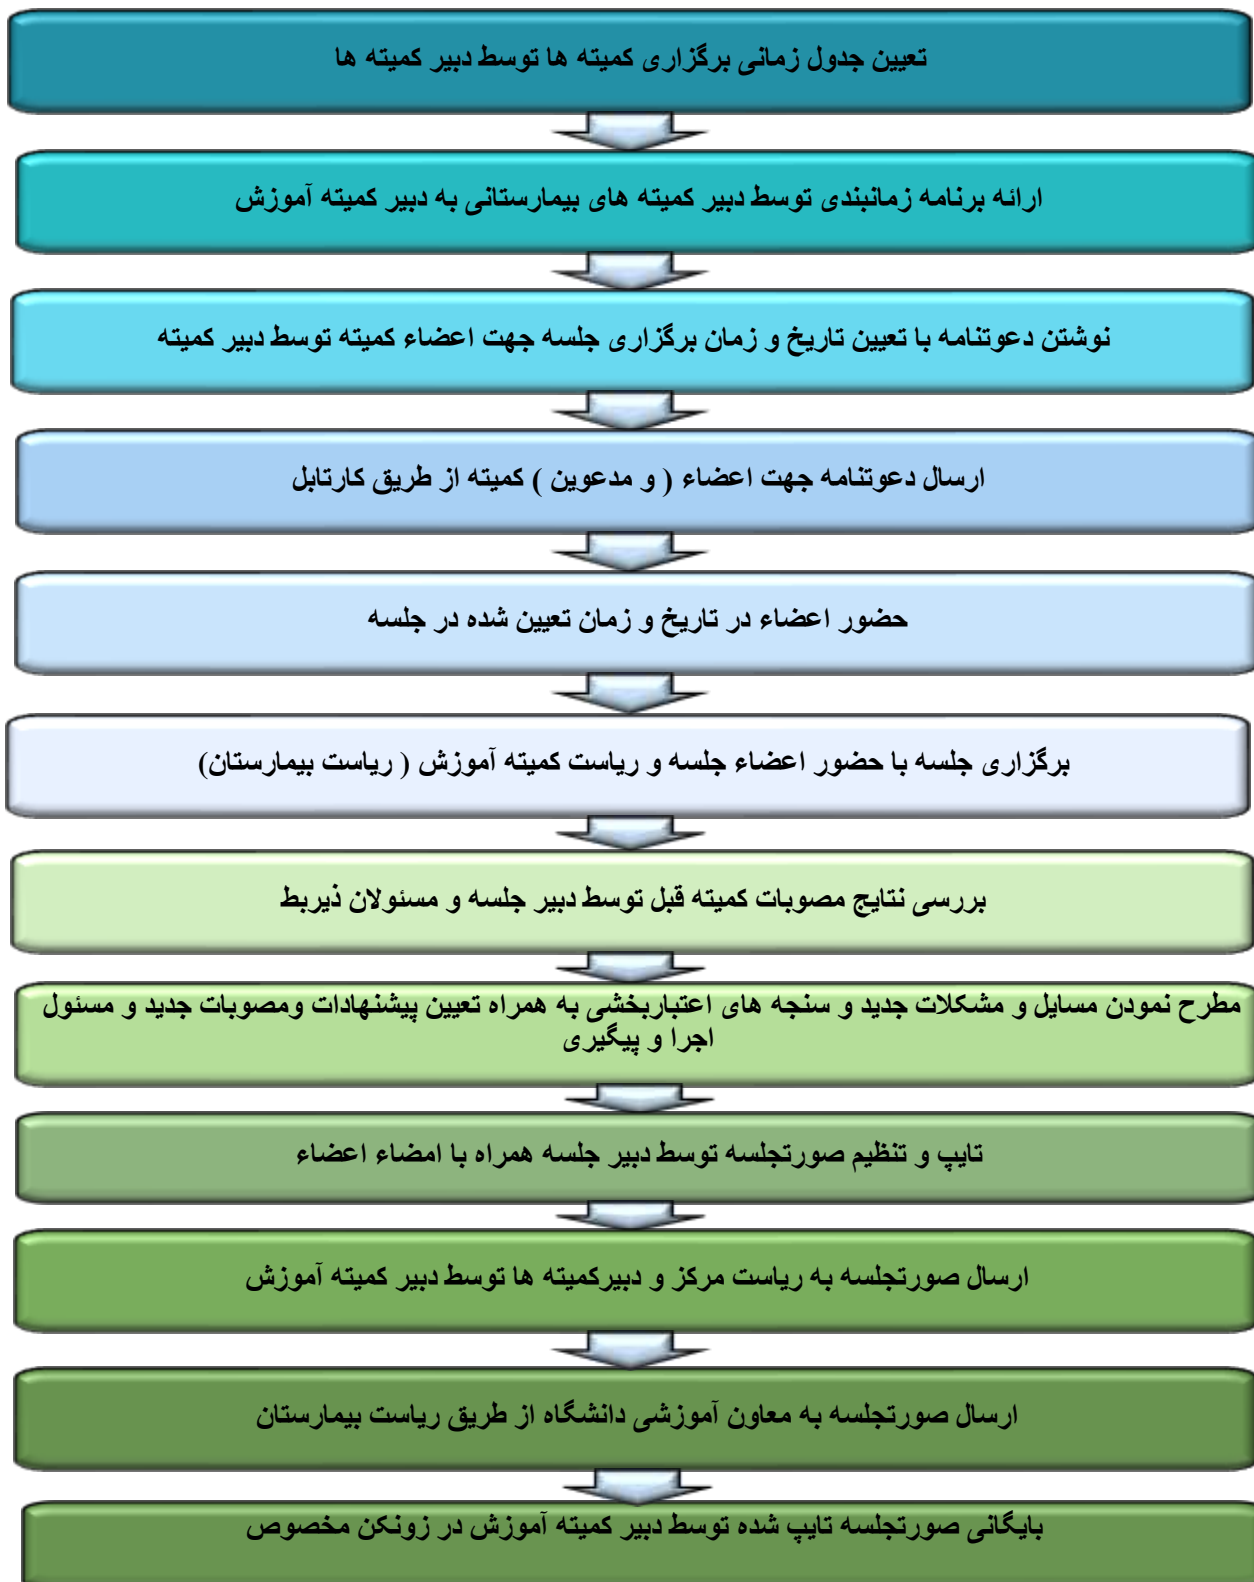 تعیین جدول زمانی برگزاری کمیته ها توسط دبیر کمیته ها
ارائه برنامه زمانبندی توسط دبیر کمیته های بیمارستانی به دبیر کمیته آموزش
نوشتن دعوتنامه با تعیین تاریخ و زمان برگزاری جلسه جهت اعضاء کمیته توسط دبیر کمیته
ارسال دعوتنامه جهت اعضاء ( و مدعوین ) کمیته از طریق کارتابل
حضور اعضاء در تاریخ و زمان تعیین شده در جلسه
برگزاری جلسه با حضور اعضاء جلسه و ریاست کمیته آموزش ( ریاست بیمارستان)
بررسی نتایج مصوبات کمیته قبل توسط دبیر جلسه و مسئولان ذیربط
مطرح نمودن مسایل و مشکلات جدید و سنجه های اعتباربخشی به همراه تعیین پیشنهادات ومصوبات جدید و مسئول
اجرا و پیگیری
تایپ و تنظیم صورتجلسه توسط دبیر جلسه همراه با امضاء اعضاء
ارسال صورتجلسه به ریاست مرکز و دبیرکمیته ها توسط دبیر کمیته آموزش
ارسال صورتجلسه به معاون آموزشی دانشگاه از طریق ریاست بیمارستان
بایگانی صورتجلسه تایپ شده توسط دبیر کمیته آموزش در زونکن مخصوص